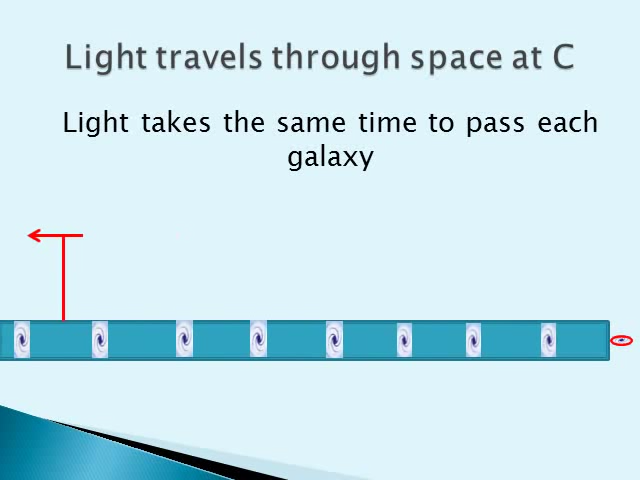 Light travels through space at C
Light takes the same time to pass each
galaxy